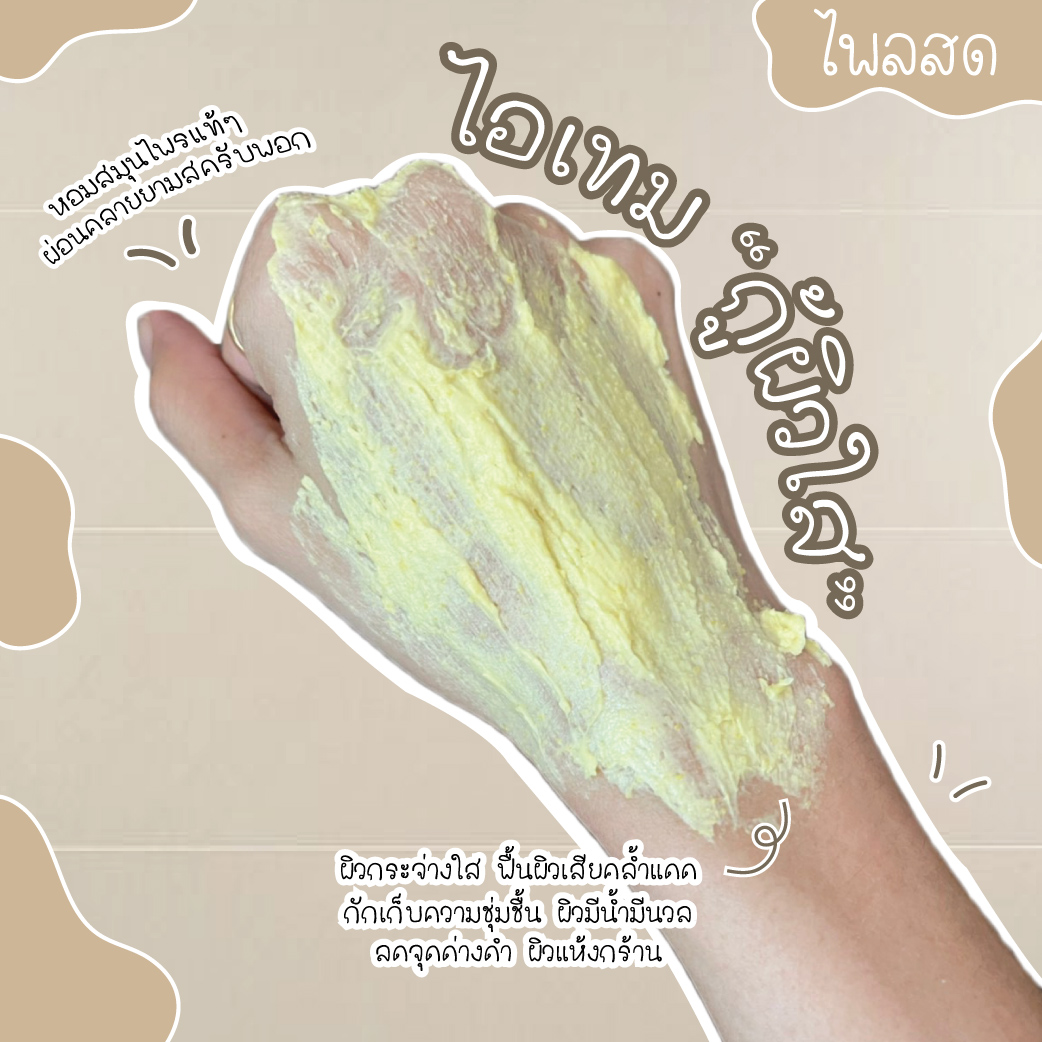 ไพลสด
ไอเทม
“กู้ผิวใส”
หอมสมุนไพรแท้ๆ
ผ่อนคลายยามสครับพอก
ผิวกระจ่างใส ฟื้นผิวเสียคล้ำแดด
กักเก็บความชุ่มชื้น ผิวมีน้ำมีนวล
ลดจุดด่างดำ ผิวแห้งกร้าน